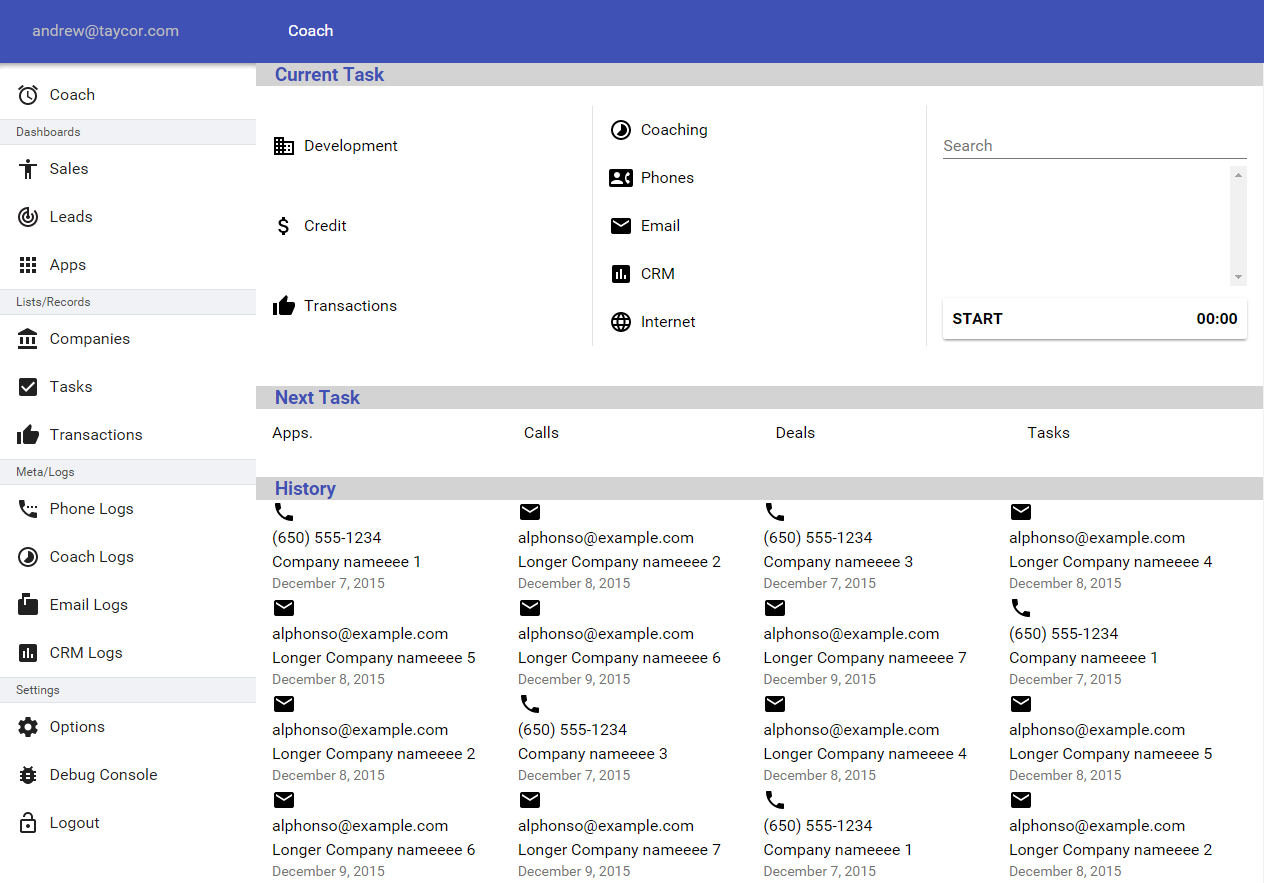 andrew@taycor.com
Coach
Coach
Dashboards
Sales
Leads
Apps
Lists/Records
Companies
Tasks
Transactions
Meta/Logs
Phone Logs
Coach Logs
Email Logs
CRM Logs
Settings
Options
Debug Console
Logout
Current Task
Development
Credit
Transactions
Coaching
Phones
Email
CRM
Internet
Search
START 00:00
Next Task
Apps. Calls Deals Tasks
History
(650) 555-1234 alphonso@example.com (650) 555-1234 alphonso@example.com
Company nameeee 1 Longer Company nameeee 2 Company nameeee 3 Longer Company nameeee 4
December 7, 2015 December 8, 2015 December 7, 2015 December 8, 2015
alphonso@example.com alphonso@example.com alphonso@example.com (650) 555-1234
Longer Company nameeee 5 Longer Company nameeee 6 Longer Company nameeee 7 Company nameeee 1
December 8, 2015 December 9, 2015 December 9, 2015 December 7, 2015
alphonso@example.com (650) 555-1234 alphonso@example.com alphonso@example.com
Longer Company nameeee 2 Company nameeee 3 Longer Company nameeee 4 Longer Company nameeee 5
December 8, 2015 December 7, 2015 December 8, 2015 December 8, 2015
alphonso@example.com alphonso@example.com (650) 555-1234 alphonso@example.com
Longer Company nameeee 6 Longer Company nameeee 7 Company nameeee 1 Longer Company nameeee 2
December 9, 2015 December 9, 2015 December 7, 2015 December 8, 2015